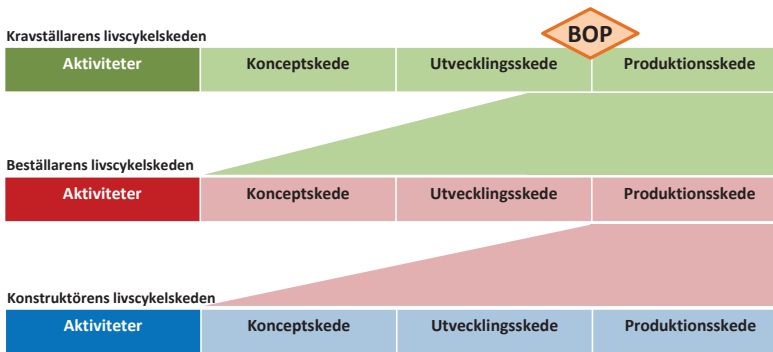 BOP
Kravställarens livscykelskeden
Aktiviteter Konceptskede Utvecklingsskede Produktionsskede
Beställarens livscykelskeden
Aktiviteter Konceptskede Utvecklingsskede Produktionsskede
Konstruktörens livscykelskeden
Aktiviteter Konceptskede Utvecklingsskede Produktionsskede